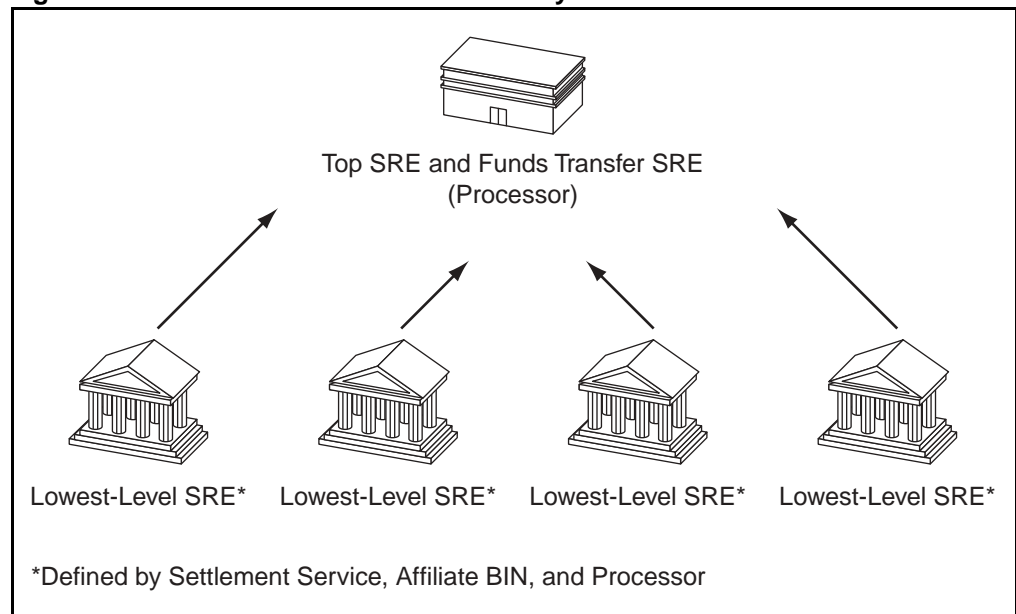 Top SRE and Funds Transfer SRE
(Processor)
Lowest-Level SRE* Lowest-Level SRE* Lowest-Level SRE* Lowest-Level SRE*
*Defined by Settlement Service, Affiliate BIN, and Processor